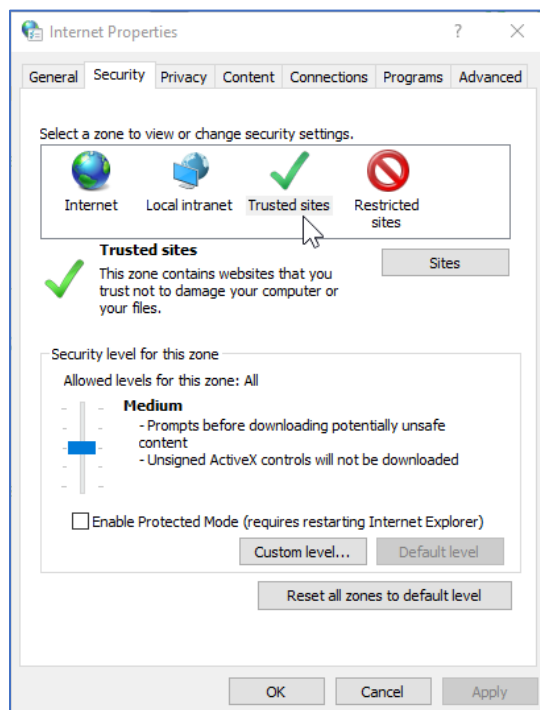 Internet Properties
?
General Security Privacy Content Connections Programs Advanced
Select a zone to view or change security settings.
Internet Local intranet Trusted sites Restricted
sites
Trusted sites
Sites
This zone contains websites that you
trust not to damage your computer or
your files.
Security level for this zone
Allowed levels for this zone: All
Medium
- Prompts before downloading potentially unsafe
content
- Unsigned ActiveX controls will not be downloaded
Enable Protected Mode (requires restarting Internet Explorer)
Custom level... Default level
Reset all zones to default level
OK Cancel Apply